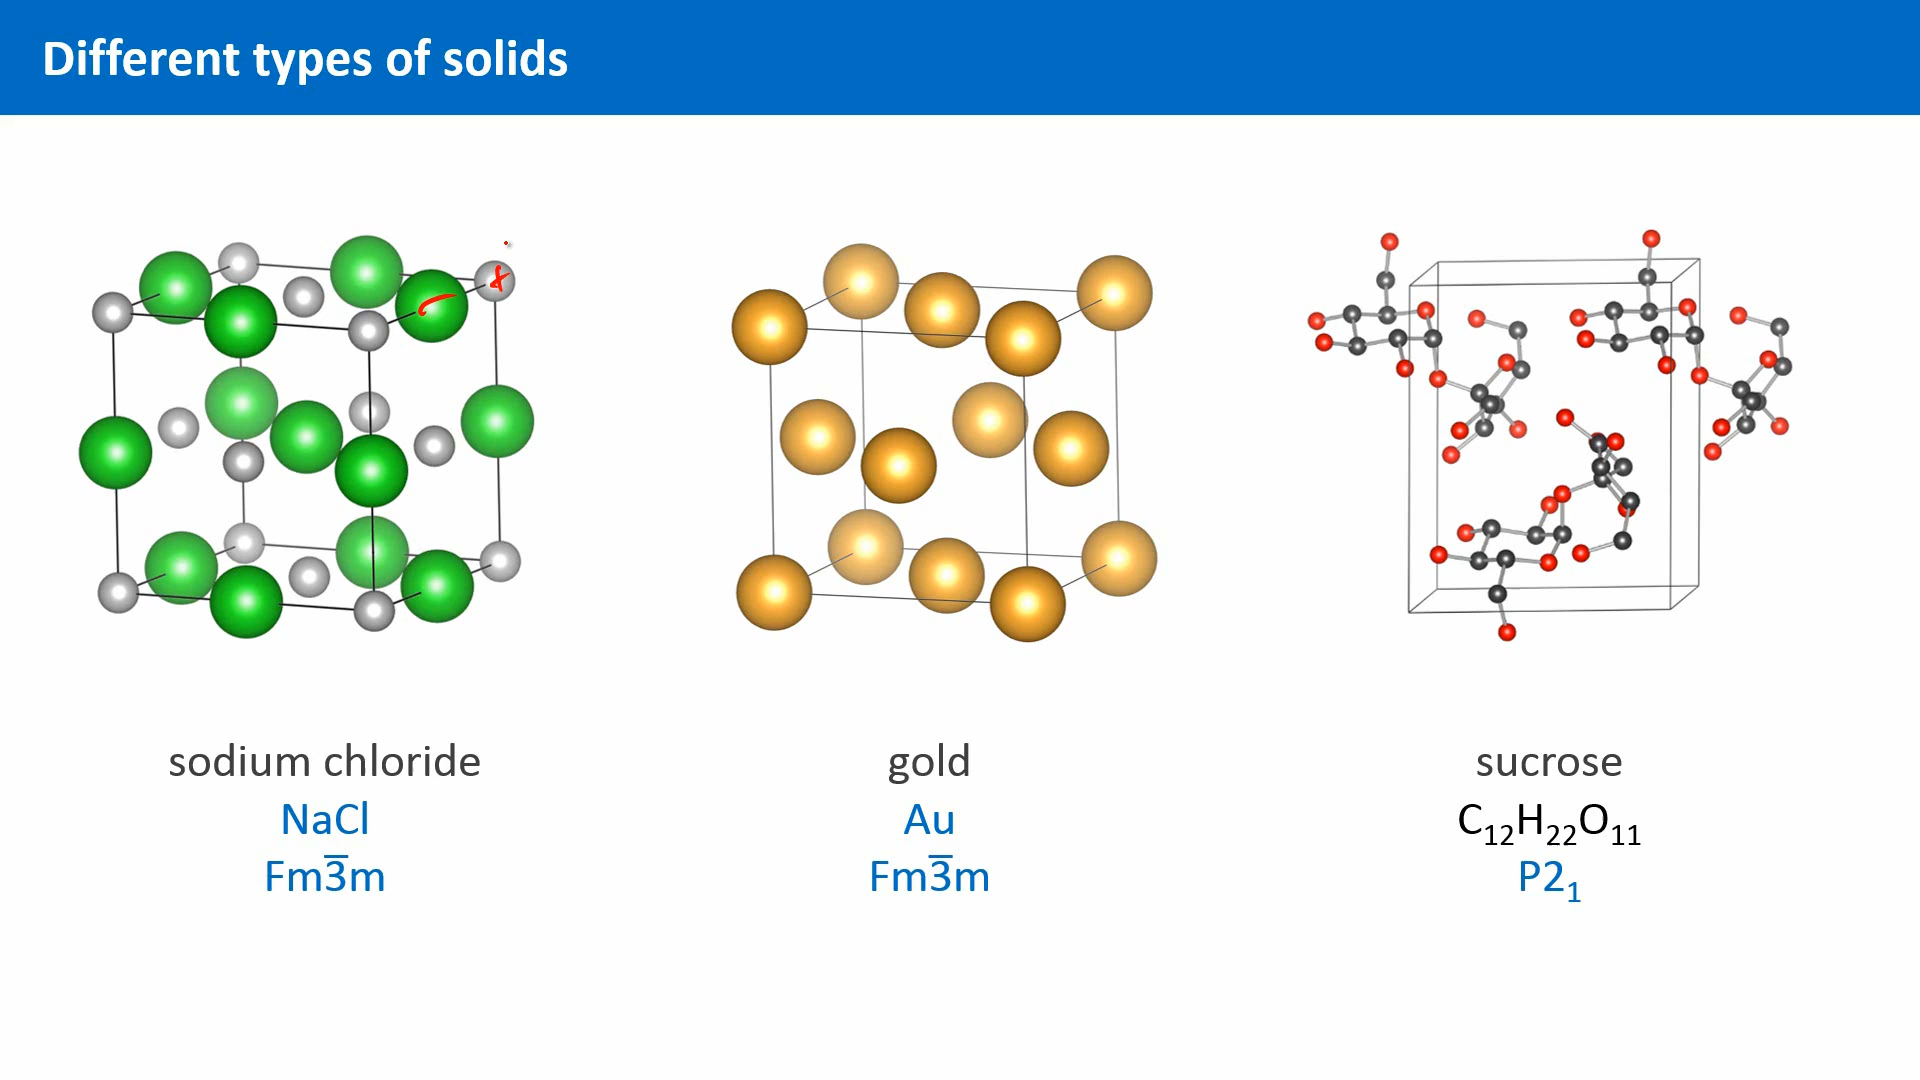 Different types of solids
sodium chloride
NaCl
Fm3̅m
gold
Au
Fm3̅m
sucrose
C₁₂H₂₂O₁₁
P2₁